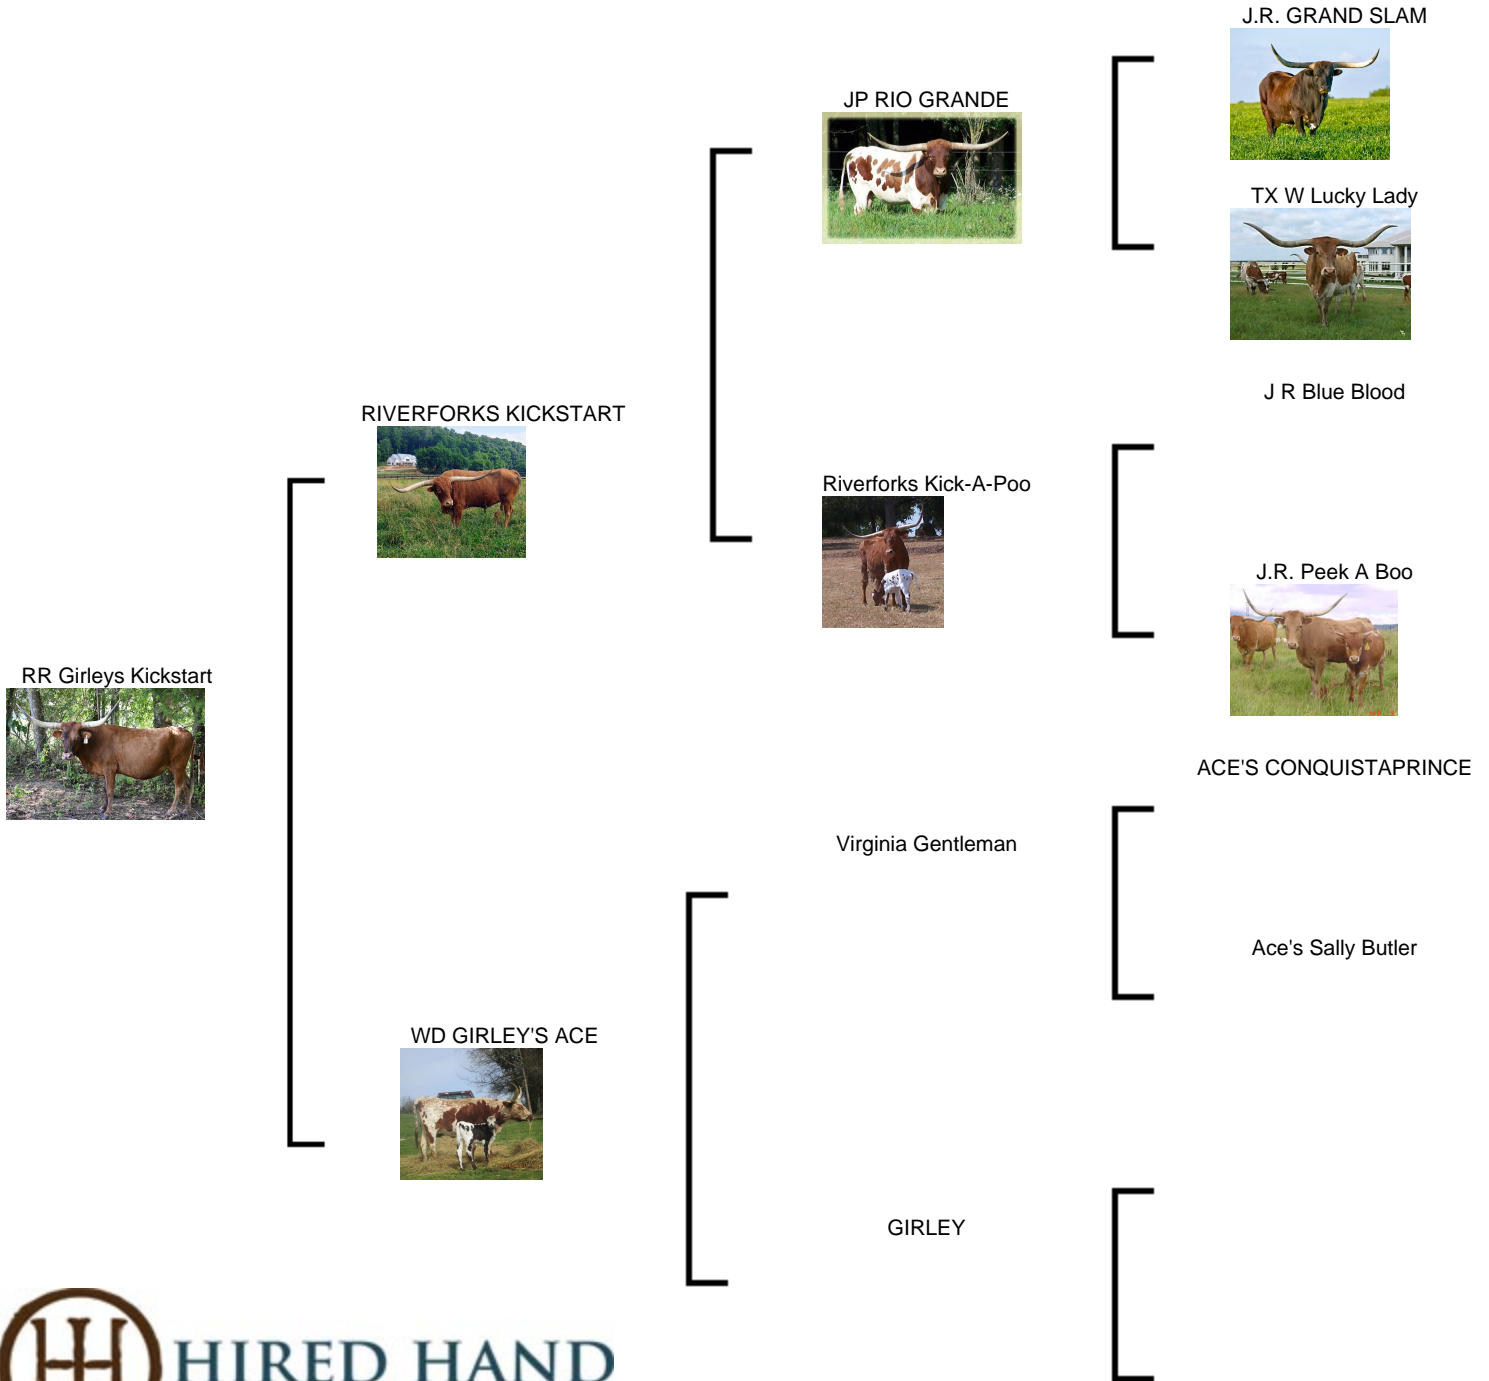 J.R. GRAND SLAM
JP RIO GRANDE
TX W Lucky Lady
J R Blue Blood
RIVERFORKS KICKSTART
Riverforks Kick-A-Poo
J.R. Peek A Boo
RR Girleys Kickstart
ACE'S CONQUISTAPRINCE
Virginia Gentleman
Ace's Sally Butler
WD GIRLEY'S ACE
GIRLEY
HIRED HAND